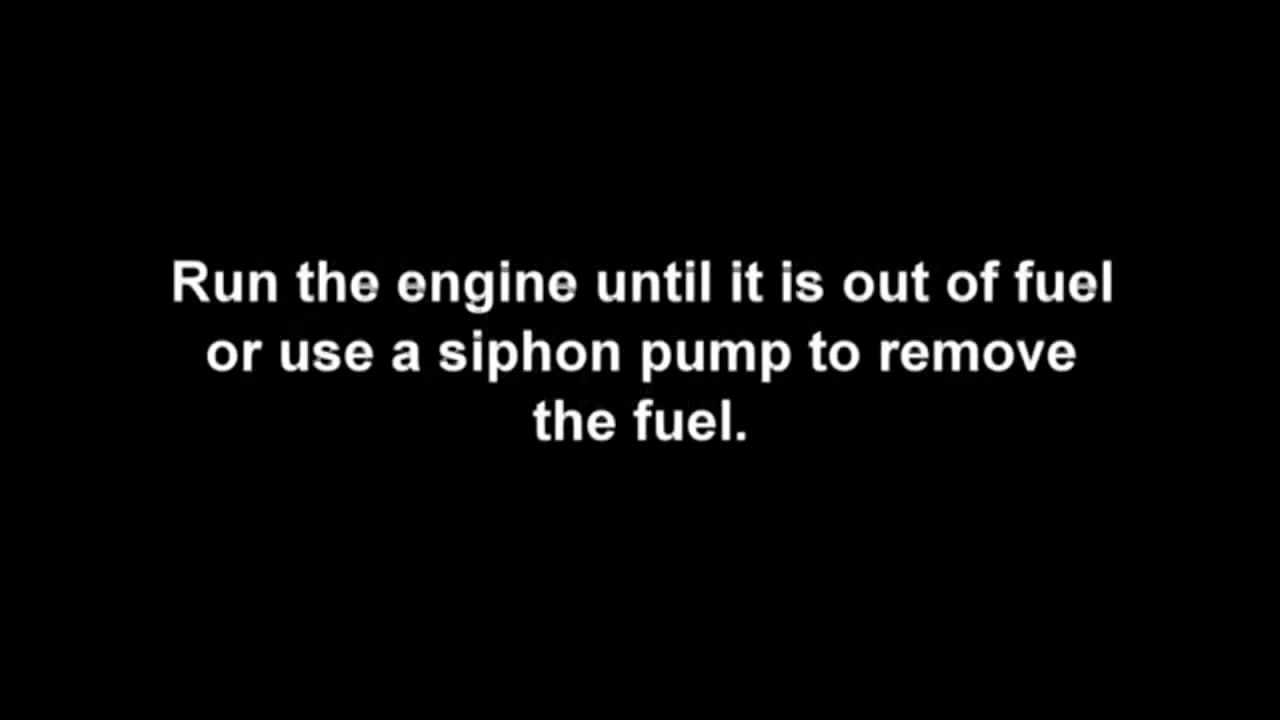 Run the engine until it is out of fuel
or use a siphon pump to remove
the fuel.